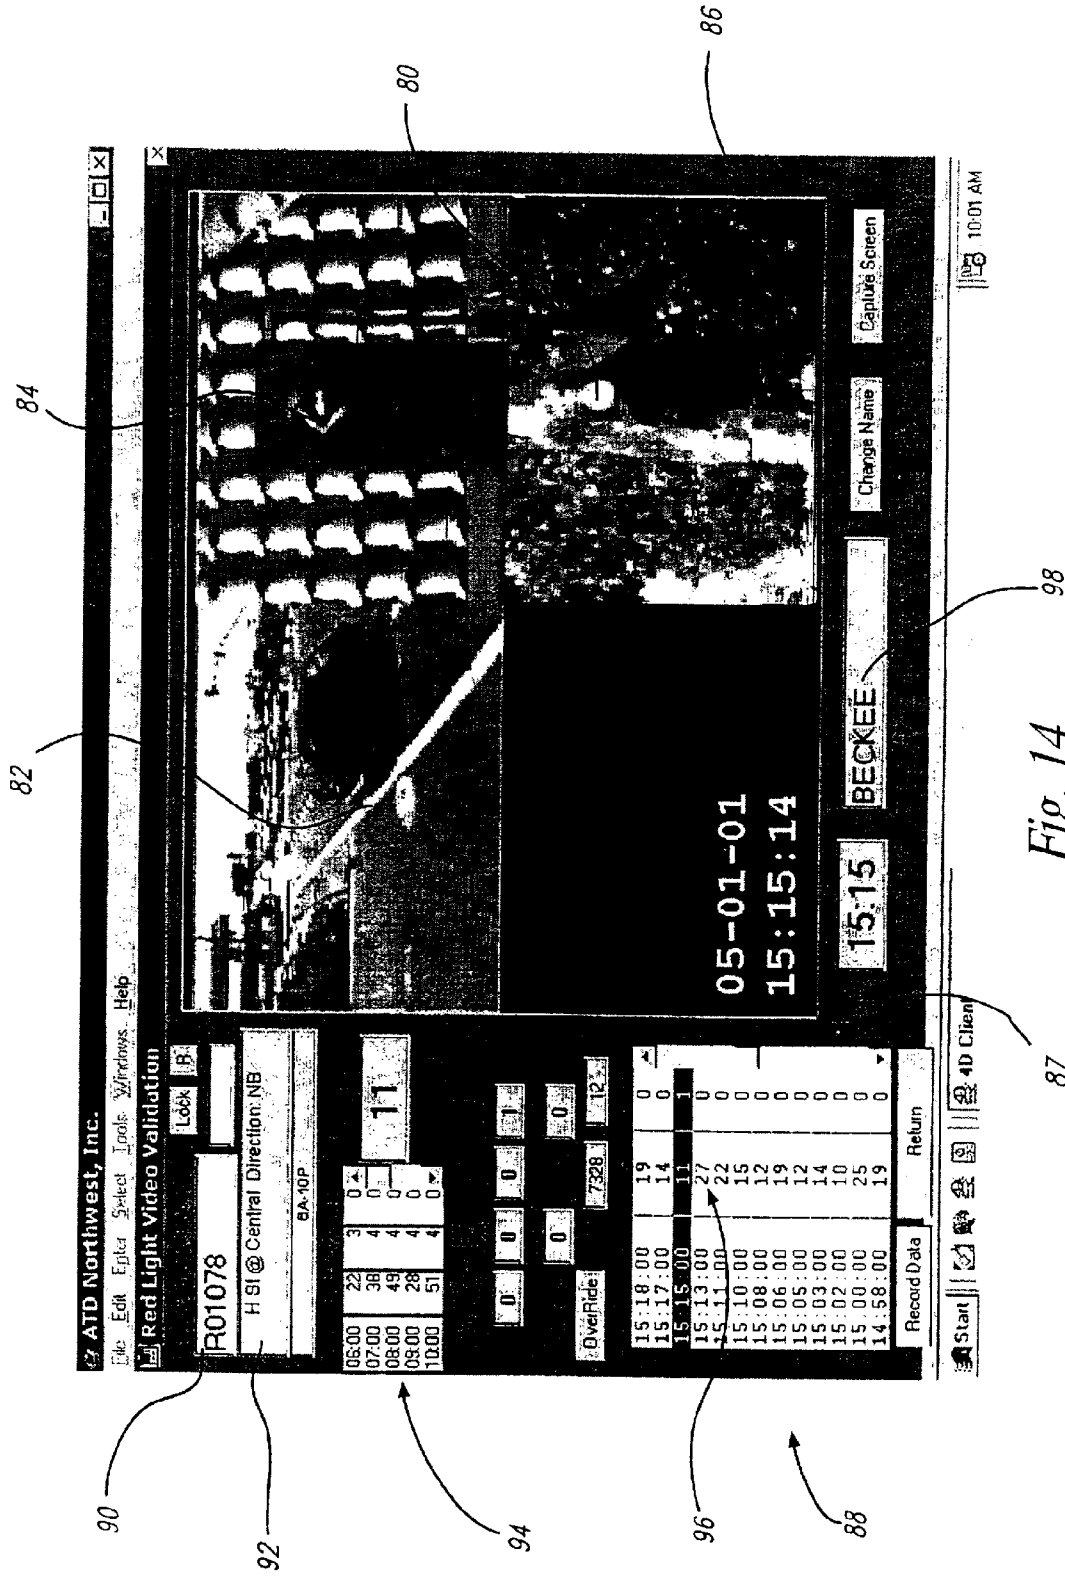 ATD Northwest, Inc.
File Edit Enter Select Tools Windows Help
Red Light Video Validation
R01078
Lock R
H St @ Central Direction: NB
8A-10P
06:00 22 3 0
07:00 38 4 0
08:00 49 4 0
09:00 28 4 0
10:00 51 4 0
11
0 0 0 1
0 0
OverRide 7328 12
15:18:00 19 0
15:17:00 14 0
15:15:00 11 1
15:13:00 27 0
15:11:00 22 0
15:10:00 15 0
15:08:00 12 0
15:06:00 19 0
15:05:00 12 0
15:03:00 14 0
15:02:00 10 0
15:00:00 25 0
14:58:00 19 0
Record Data Return
05-01-01
15:15:14
15:15 BECKEE Change Name Capture Screen
Start 4D Client 10:01 AM
80
82
84
86
87
88
90
92
94
96
98
Fig. 14